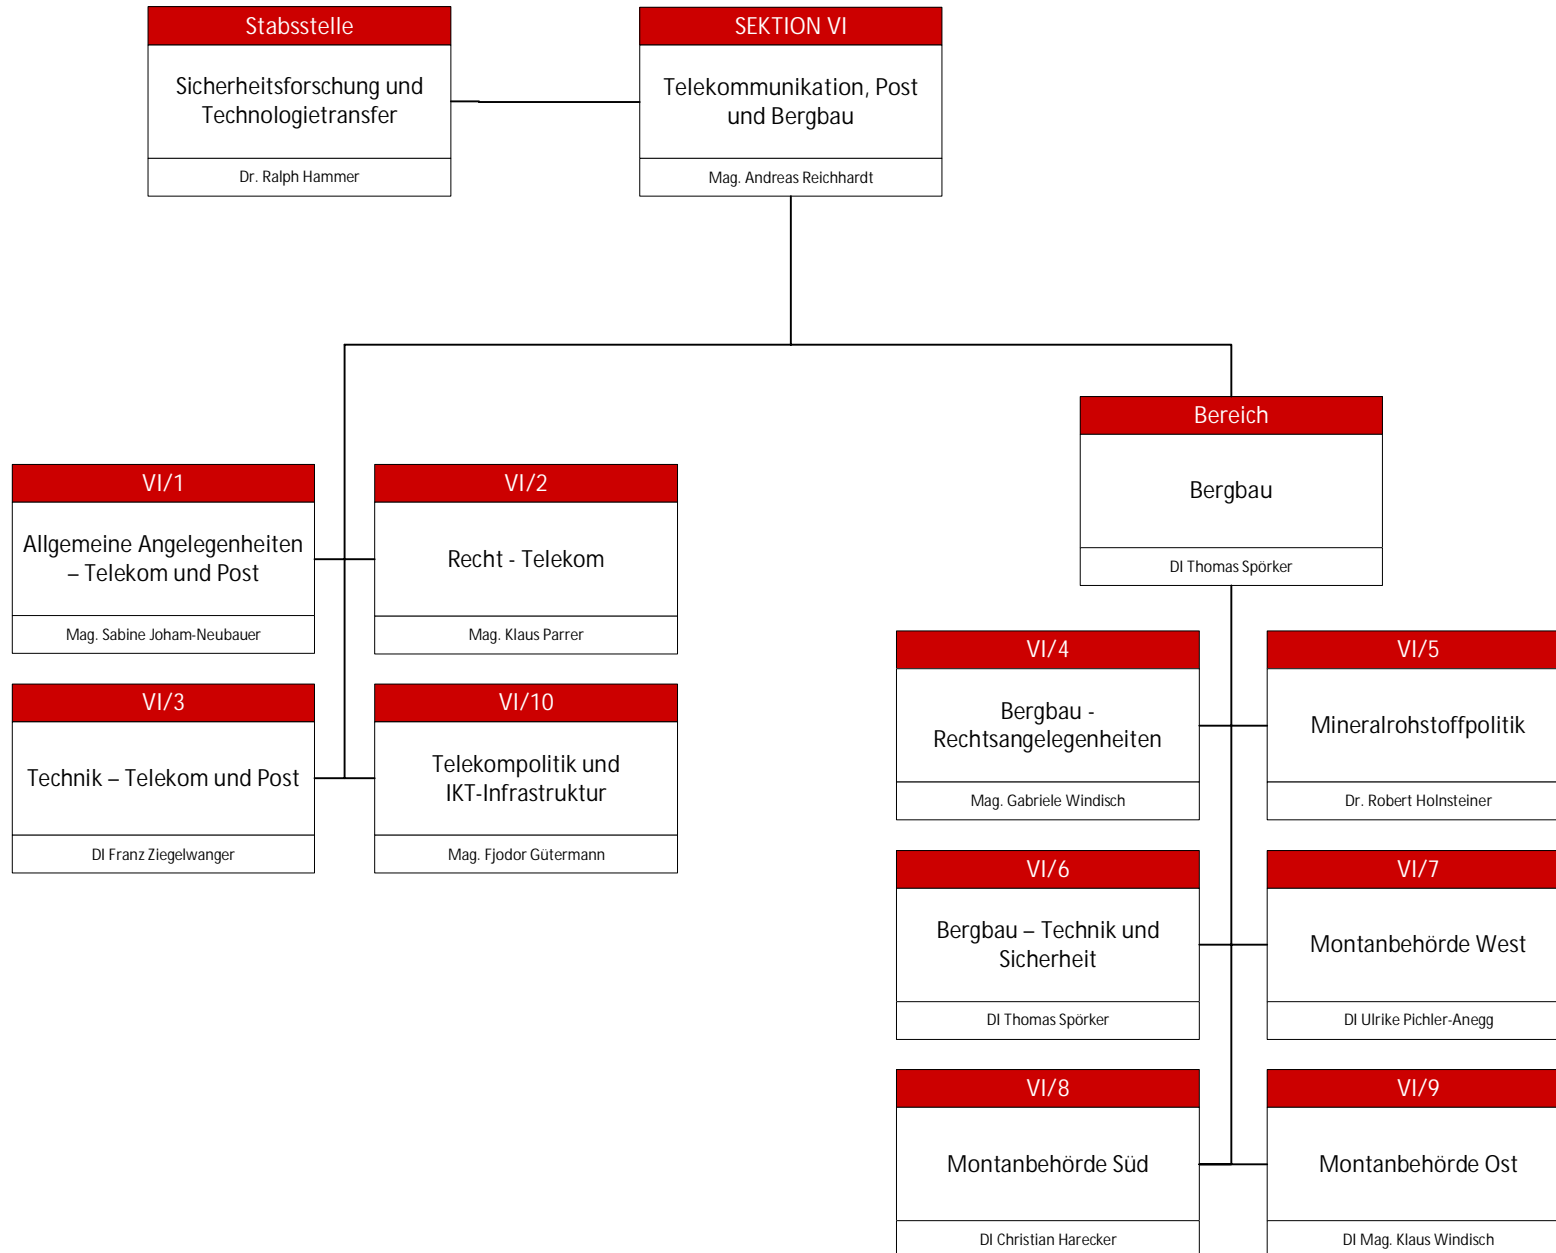 Stabsstelle
Sicherheitsforschung und
Technologietransfer
Dr. Ralph Hammer
SEKTION VI
Telekommunikation, Post
und Bergbau
Mag. Andreas Reichhardt
VI/1
Allgemeine Angelegenheiten
– Telekom und Post
Mag. Sabine Joham-Neubauer
VI/2
Recht - Telekom
Mag. Klaus Parrer
VI/3
Technik – Telekom und Post
DI Franz Ziegelwanger
VI/10
Telekompolitik und
IKT-Infrastruktur
Mag. Fjodor Gütermann
Bereich
Bergbau
DI Thomas Spörker
VI/4
Bergbau -
Rechtsangelegenheiten
Mag. Gabriele Windisch
VI/5
Mineralrohstoffpolitik
Dr. Robert Holnsteiner
VI/6
Bergbau – Technik und
Sicherheit
DI Thomas Spörker
VI/7
Montanbehörde West
DI Ulrike Pichler-Anegg
VI/8
Montanbehörde Süd
DI Christian Harecker
VI/9
Montanbehörde Ost
DI Mag. Klaus Windisch